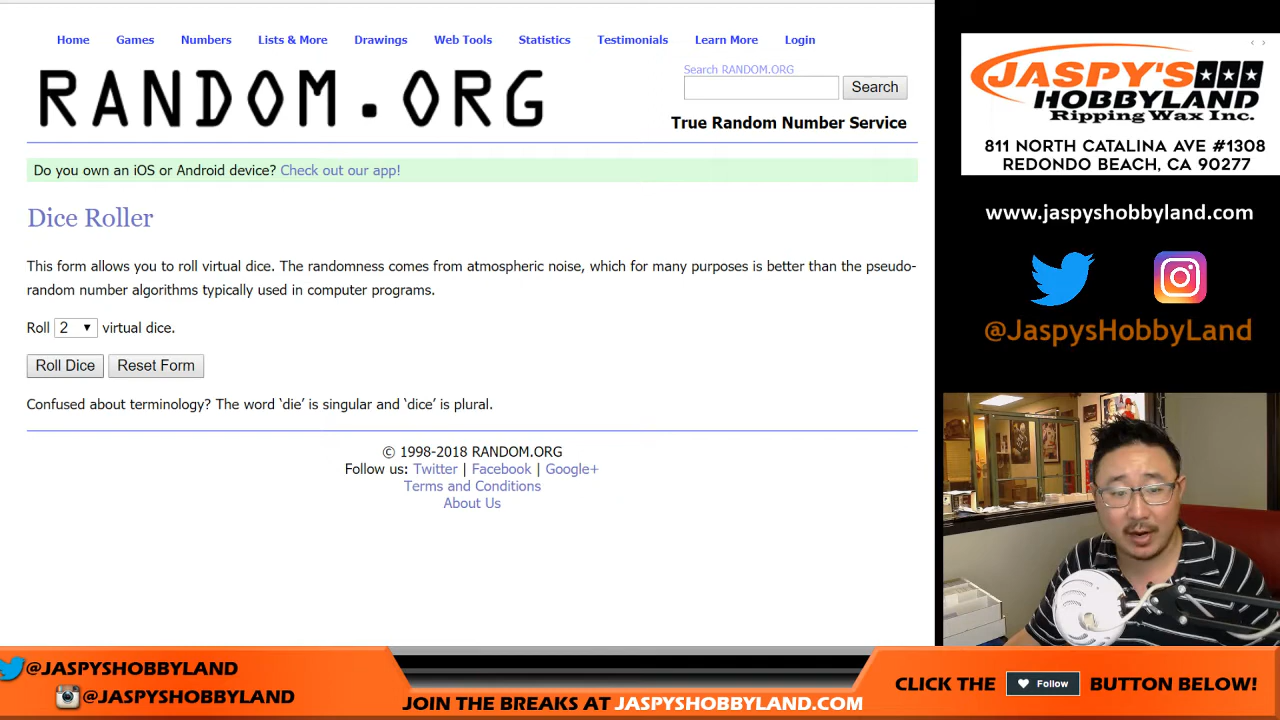 Home Games Numbers Lists & More Drawings Web Tools Statistics Testimonials Learn More Login
RANDOM.ORG
Search RANDOM.ORG
Search
True Random Number Service
Do you own an iOS or Android device? Check out our app!
Dice Roller
This form allows you to roll virtual dice. The randomness comes from atmospheric noise, which for many purposes is better than the pseudo-
random number algorithms typically used in computer programs.
Roll 2 virtual dice.
Roll Dice Reset Form
Confused about terminology? The word ‘die’ is singular and ‘dice’ is plural.
© 1998-2018 RANDOM.ORG
Follow us: Twitter | Facebook | Google+
Terms and Conditions
About Us
JASPY'S
HOBBYLAND
Ripping Wax Inc.
811 NORTH CATALINA AVE #1308
REDONDO BEACH, CA 90277
www.jaspyshobbyland.com
@JaspysHobbyLand
@JASPYSHOBBYLAND
@JASPYSHOBBYLAND
JOIN THE BREAKS AT JASPYSHOBBYLAND.COM
CLICK THE Follow BUTTON BELOW!